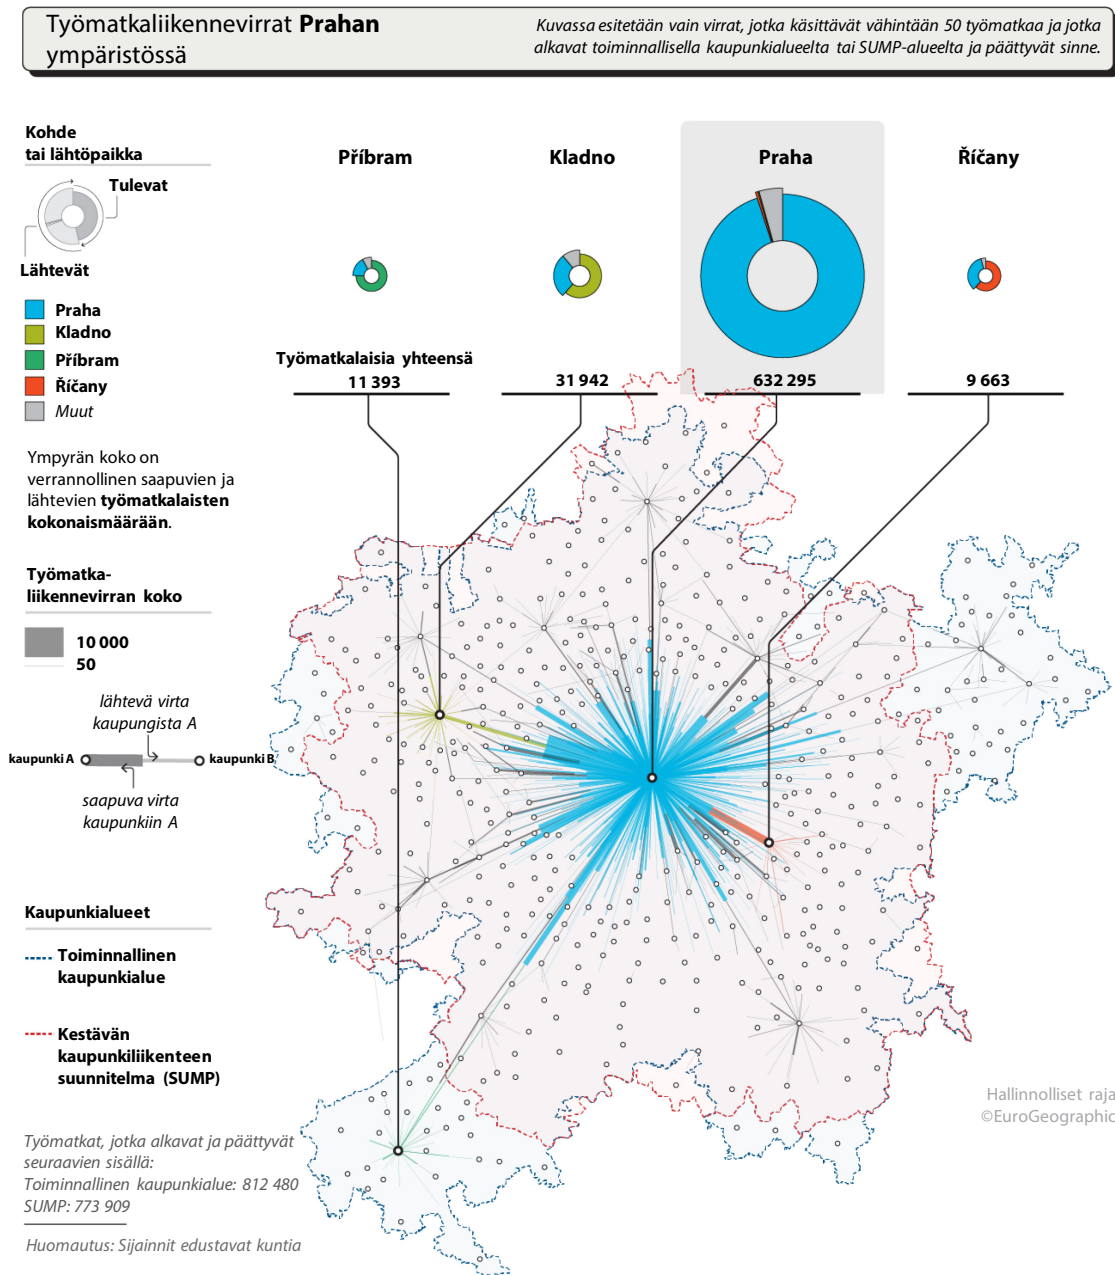 Työmatkaliikennevirrat Prahan
ympäristössä
Kuvassa esitetään vain virrat, jotka käsittävät vähintään 50 työmatkaa ja jotka
alkavat toiminnallisella kaupunkialueelta tai SUMP-alueelta ja päättyvät sinne.
Kohde
tai lähtöpaikka
Tulevat
Lähtevät
Praha
Kladno
Příbram
Říčany
Muut
Příbram
Kladno
Praha
Říčany
Työmatkalaisia yhteensä
11 393
31 942
632 295
9 663
Ympyrän koko on
verrannollinen saapuvien ja
lähtevien työmatkalaisten
kokonaismäärään.
Työmatka-
liikennevirran koko
10 000
50
lähtevä virta
kaupungista A
kaupunki A
kaupunki B
saapuva virta
kaupunkiin A
Kaupunkialueet
Toiminnallinen
kaupunkialue
Kestävän
kaupunkiliikenteen
suunnitelma (SUMP)
Hallinnolliset raja
©EuroGeographic
Työmatkat, jotka alkavat ja päättyvät
seuraavien sisällä:
Toiminnallinen kaupunkialue: 812 480
SUMP: 773 909
Huomautus: Sijainnit edustavat kuntia